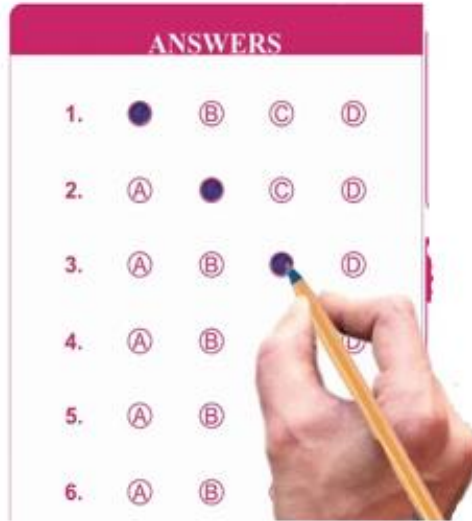 ANSWERS
1. Ⓑ Ⓒ Ⓓ
2. Ⓐ Ⓒ Ⓓ
3. Ⓐ Ⓑ Ⓓ
4. Ⓐ Ⓑ Ⓓ
5. Ⓐ Ⓑ
6. Ⓐ Ⓑ